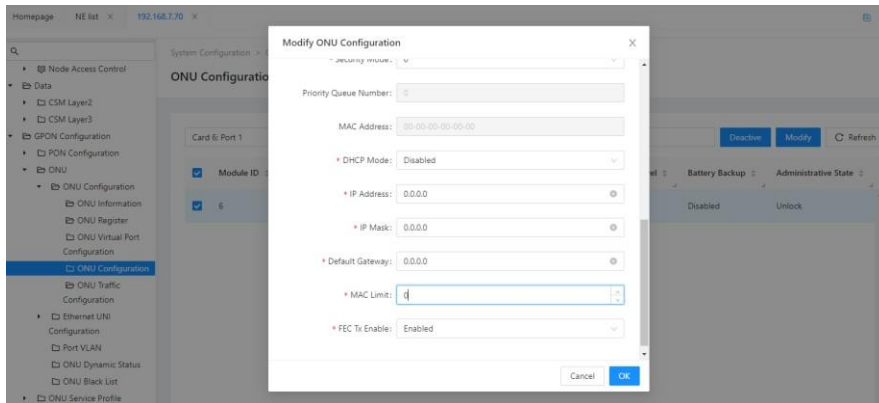 Homepage NE list × 192.168.7.70 ×
Node Access Control
Data
CSM Layer2
CSM Layer3
GPON Configuration
PON Configuration
ONU
ONU Configuration
ONU Information
ONU Register
ONU Virtual Port
Configuration
ONU Configuration
ONU Traffic
Configuration
Ethernet UNI
Configuration
Port VLAN
ONU Dynamic Status
ONU Black List
ONU Service Profile
System Configuration
ONU Configuratio
Card 6: Port 1
Deactive Modify Refresh
Module ID Battery Backup Administrative State
6 Disabled Unlock
Modify ONU Configuration ×
* Security Mode: 0
Priority Queue Number: 0
MAC Address: 00-00-00-00-00-00
* DHCP Mode: Disabled
* IP Address: 0.0.0.0
* IP Mask: 0.0.0.0
* Default Gateway: 0.0.0.0
* MAC Limit: 0
* FEC Tx Enable: Enabled
Cancel OK